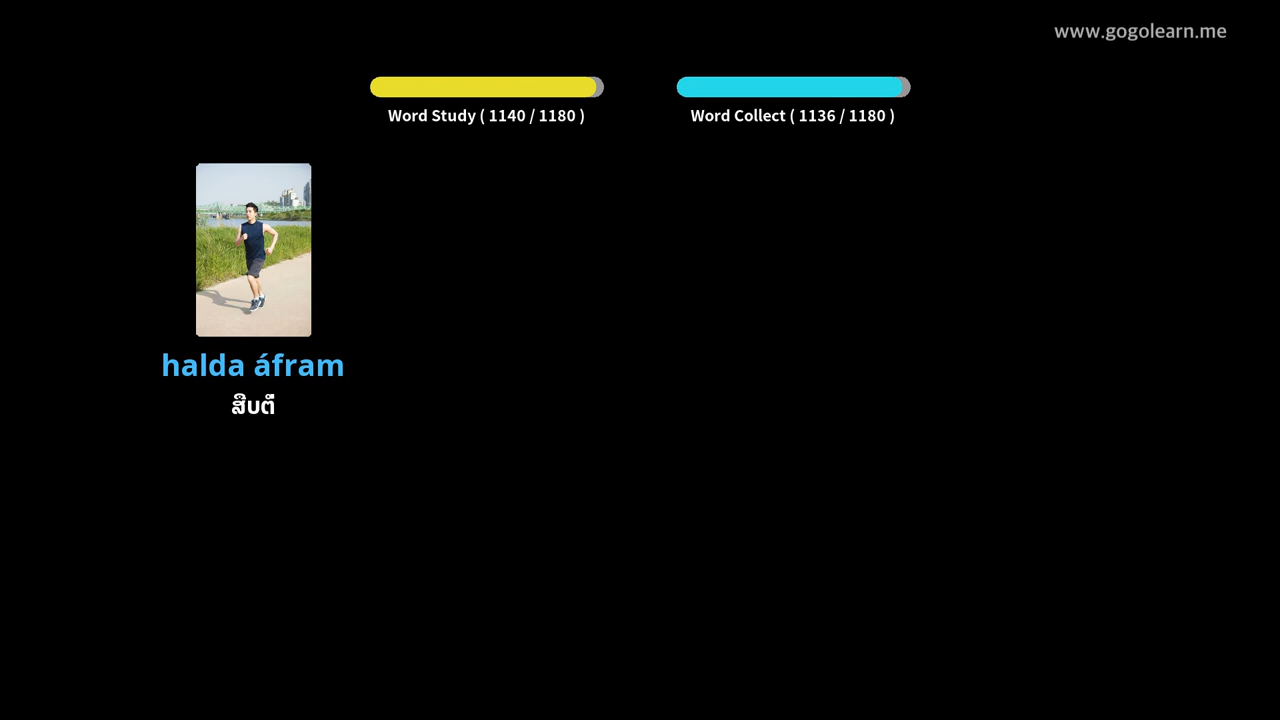 www.gogolearn.me
Word Study ( 1140 / 1180 )
Word Collect ( 1136 / 1180 )
halda áfram
ສືບຕໍ່